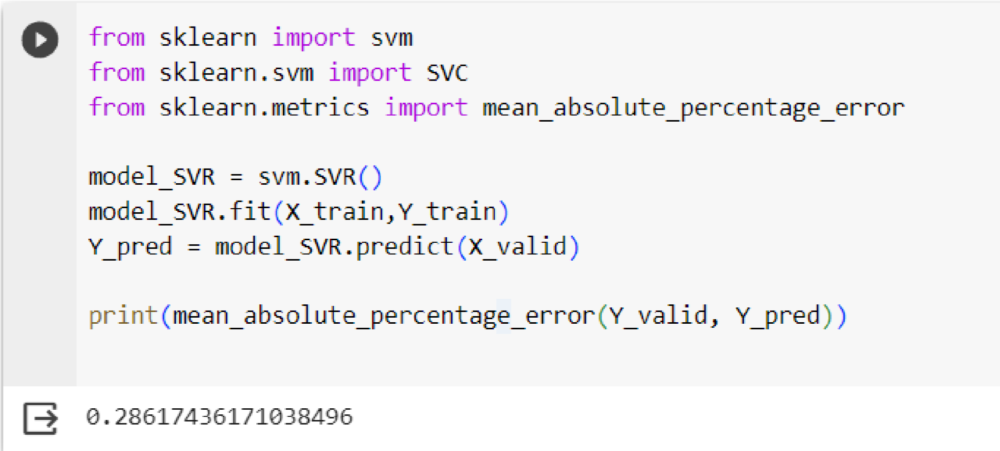 from sklearn import svm
from sklearn.svm import SVC
from sklearn.metrics import mean_absolute_percentage_error
model_SVR = svm.SVR()
model_SVR.fit(X_train,Y_train)
Y_pred = model_SVR.predict(X_valid)
print(mean_absolute_percentage_error(Y_valid, Y_pred))
0.28617436171038496